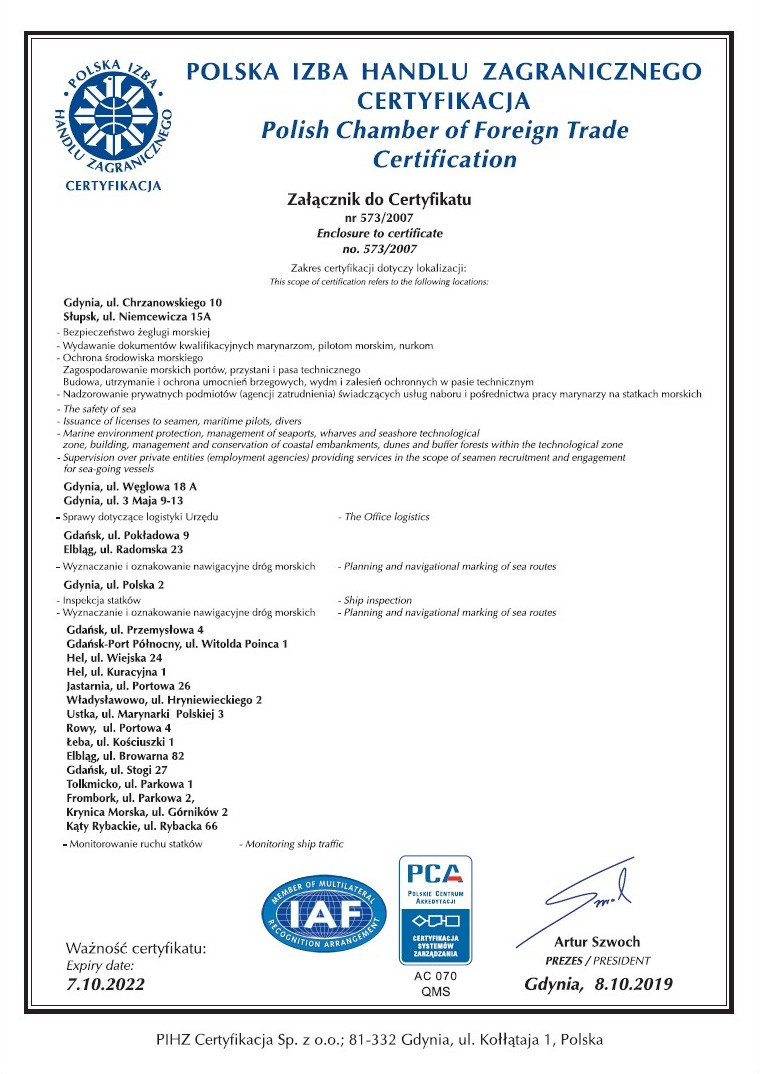 POLSKA IZBA
HANDLU ZAGRANICZNEGO
CERTYFIKACJA
POLSKA IZBA HANDLU ZAGRANICZNEGO
CERTYFIKACJA
Polish Chamber of Foreign Trade
Certification
Załącznik do Certyfikatu
nr 573/2007
Enclosure to certificate
no. 573/2007
Zakres certyfikacji dotyczy lokalizacji:
This scope of certification refers to the following locations:
Gdynia, ul. Chrzanowskiego 10
Słupsk, ul. Niemcewicza 15A
- Bezpieczeństwo żeglugi morskiej
- Wydawanie dokumentów kwalifikacyjnych marynarzom, pilotom morskim, nurkom
- Ochrona środowiska morskiego
Zagospodarowanie morskich portów, przystani i pasa technicznego
Budowa, utrzymanie i ochrona umocnień brzegowych, wydm i zalesień ochronnych w pasie technicznym
- Nadzorowanie prywatnych podmiotów (agencji zatrudnienia) świadczących usług naboru i pośrednictwa pracy marynarzy na statkach morskich
- The safety of sea
- Issuance of licenses to seamen, maritime pilots, divers
- Marine environment protection, management of seaports, wharves and seashore technological
zone, building, management and conservation of coastal embankments, dunes and buffer forests within the technological zone
- Supervision over private entities (employment agencies) providing services in the scope of seamen recruitment and engagement
for sea-going vessels
Gdynia, ul. Węglowa 18 A
Gdynia, ul. 3 Maja 9-13
- Sprawy dotyczące logistyki Urzędu - The Office logistics
Gdańsk, ul. Pokładowa 9
Elbląg, ul. Radomska 23
- Wyznaczanie i oznakowanie nawigacyjne dróg morskich - Planning and navigational marking of sea routes
Gdynia, ul. Polska 2
- Inspekcja statków - Ship inspection
- Wyznaczanie i oznakowanie nawigacyjne dróg morskich - Planning and navigational marking of sea routes
Gdańsk, ul. Przemysłowa 4
Gdańsk-Port Północny, ul. Witolda Poinca 1
Hel, ul. Wiejska 24
Hel, ul. Kuracyjna 1
Jastarnia, ul. Portowa 26
Władysławowo, ul. Hryniewieckiego 2
Ustka, ul. Marynarki Polskiej 3
Rowy, ul. Portowa 4
Łeba, ul. Kościuszki 1
Elbląg, ul. Browarna 82
Gdańsk, ul. Stogi 27
Tolkmicko, ul. Parkowa 1
Frombork, ul. Parkowa 2,
Krynica Morska, ul. Górników 2
Kąty Rybackie, ul. Rybacka 66
- Monitorowanie ruchu statków - Monitoring ship traffic
MEMBER OF MULTILATERAL
IAF
RECOGNITION ARRANGEMENT
PCA
POLSKIE CENTRUM
AKREDYTACJI
CERTYFIKACJA
SYSTEMÓW
ZARZĄDZANIA
AC 070
QMS
Ważność certyfikatu:
Expiry date:
7.10.2022
Artur Szwoch
PREZES / PRESIDENT
Gdynia, 8.10.2019
PIHZ Certyfikacja Sp. z o.o.; 81-332 Gdynia, ul. Kołłątaja 1, Polska